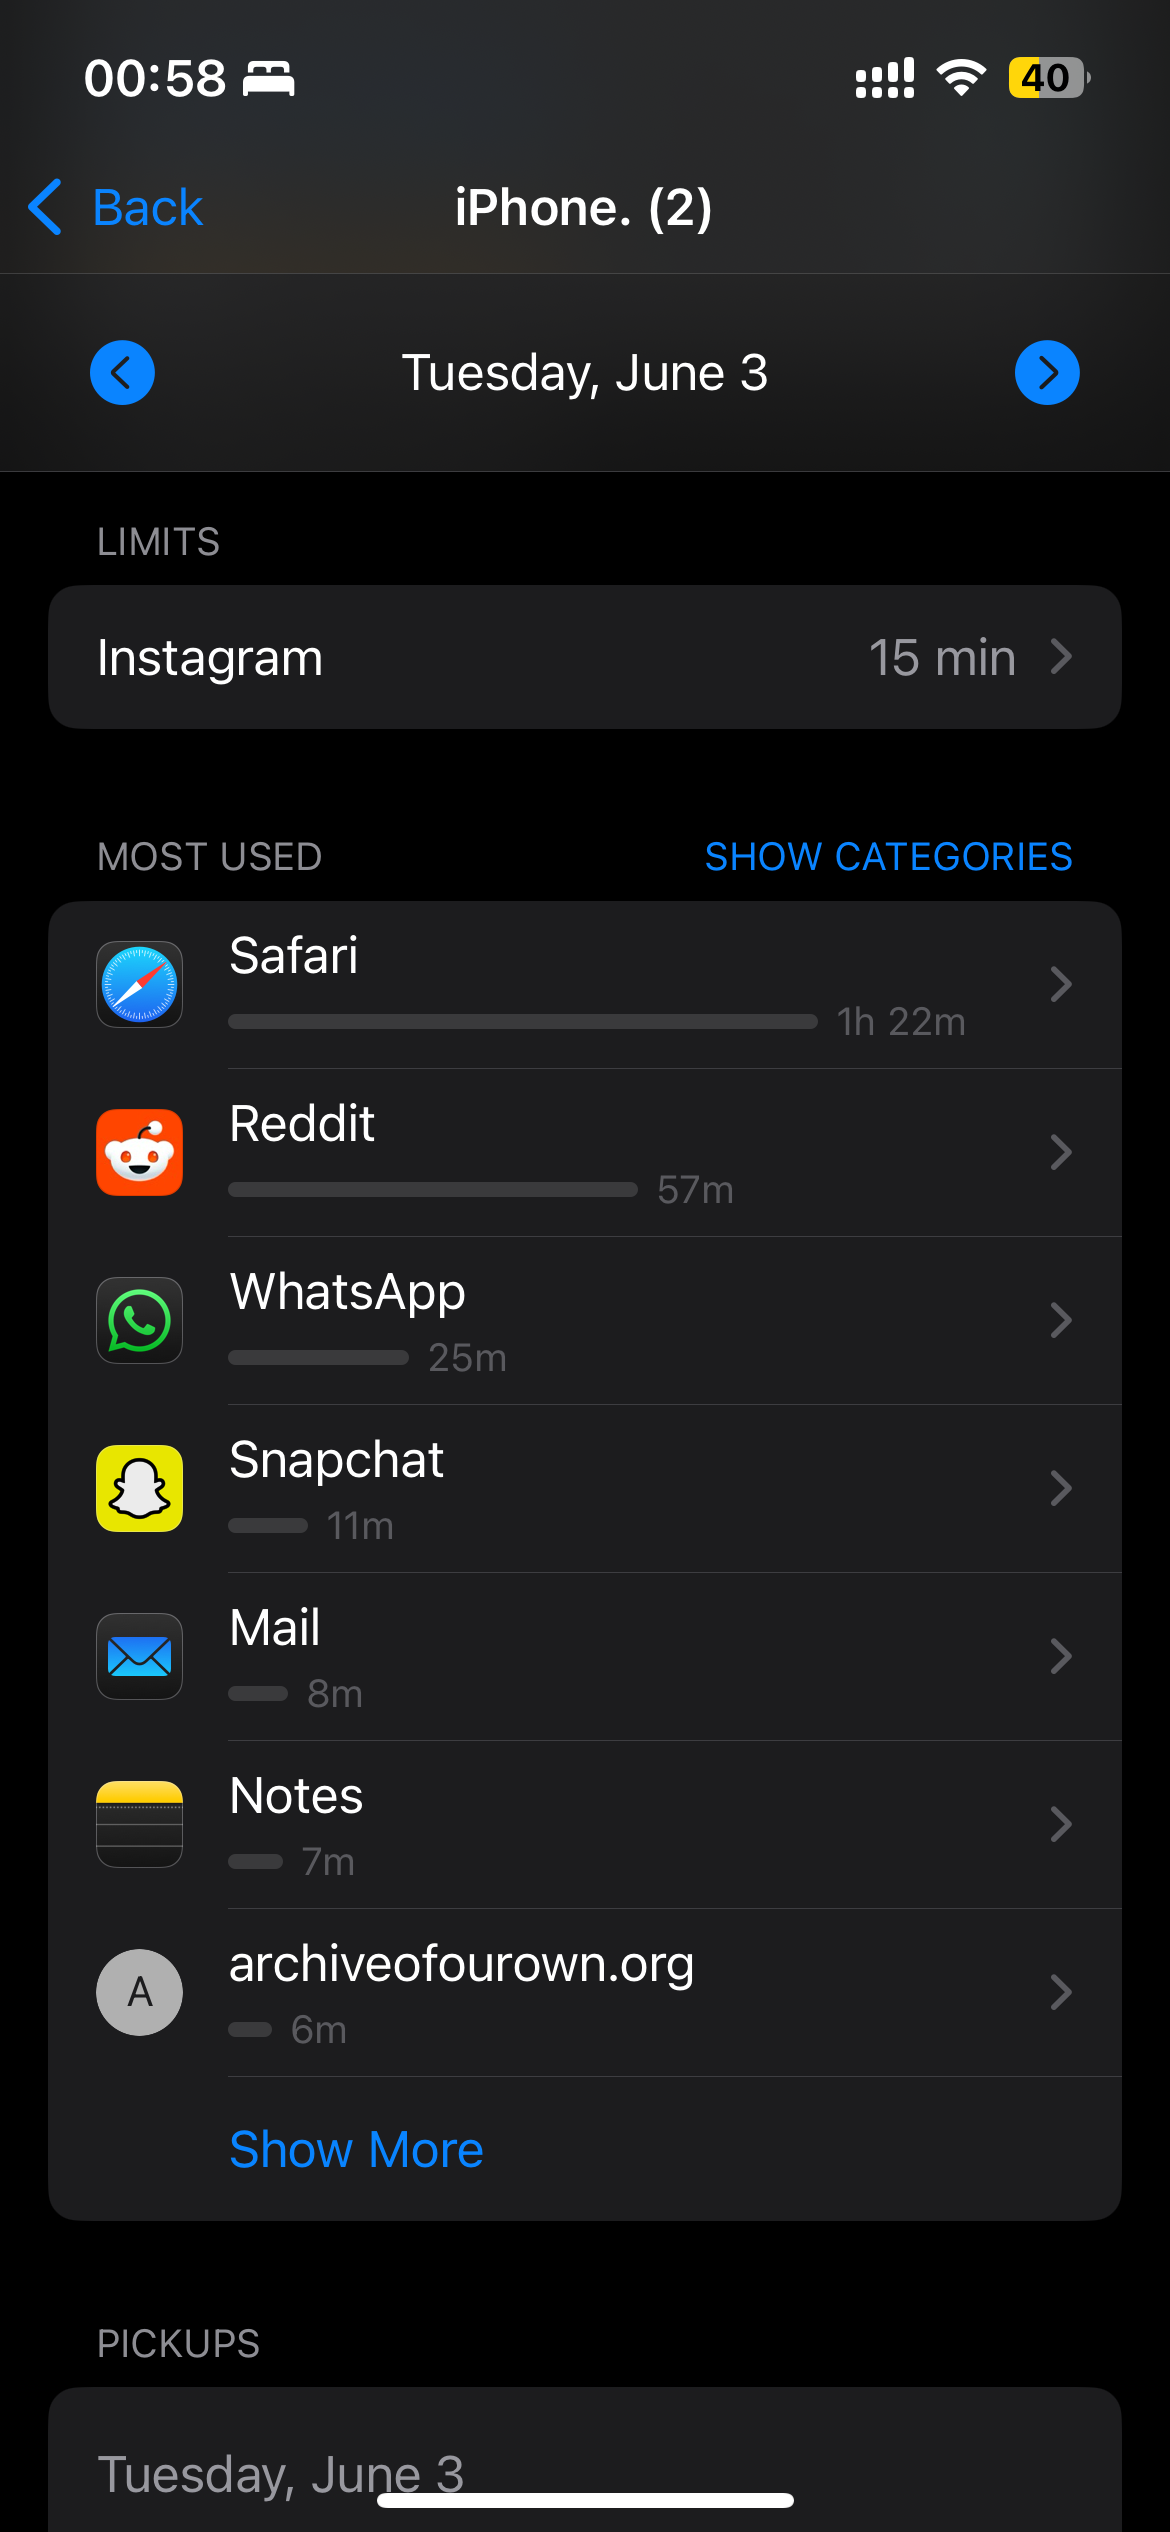 00:58
40
Back
iPhone. (2)
Tuesday, June 3
LIMITS
Instagram 15 min
MOST USED SHOW CATEGORIES
Safari
1h 22m
Reddit
57m
WhatsApp
25m
Snapchat
11m
Mail
8m
Notes
7m
A
archiveofourown.org
6m
Show More
PICKUPS
Tuesday, June 3